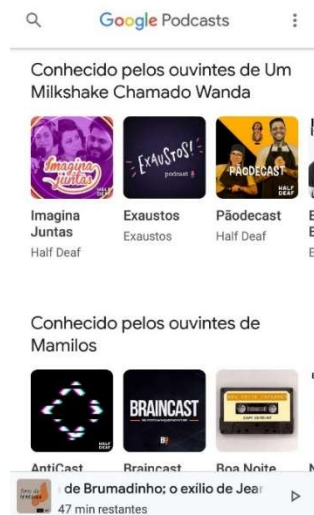 Google Podcasts
Conhecido pelos ouvintes de Um
Milkshake Chamado Wanda
Imagina
juntas
HALF
DEAF
EXAUSTOS!
podcast
PÃODECAST
HALF
DEAF
Imagina
Juntas
Half Deaf
Exaustos
Exaustos
Pãodecast
Half Deaf
Conhecido pelos ouvintes de
Mamilos
HALF
DEAF
BRAINCAST
B9
AntiCast
Braincast
Boa Noite
de Brumadinho; o exílio de Jear
47 min restantes